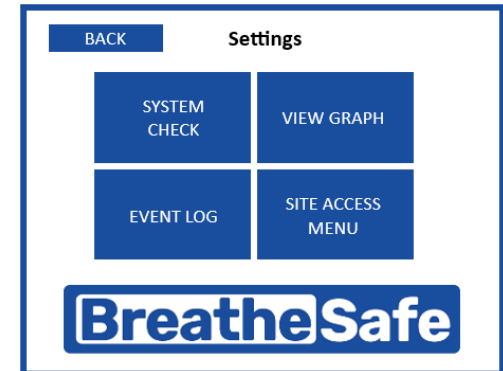 BACK
Settings
SYSTEM
CHECK
VIEW GRAPH
EVENT LOG
SITE ACCESS
MENU
BreatheSafe